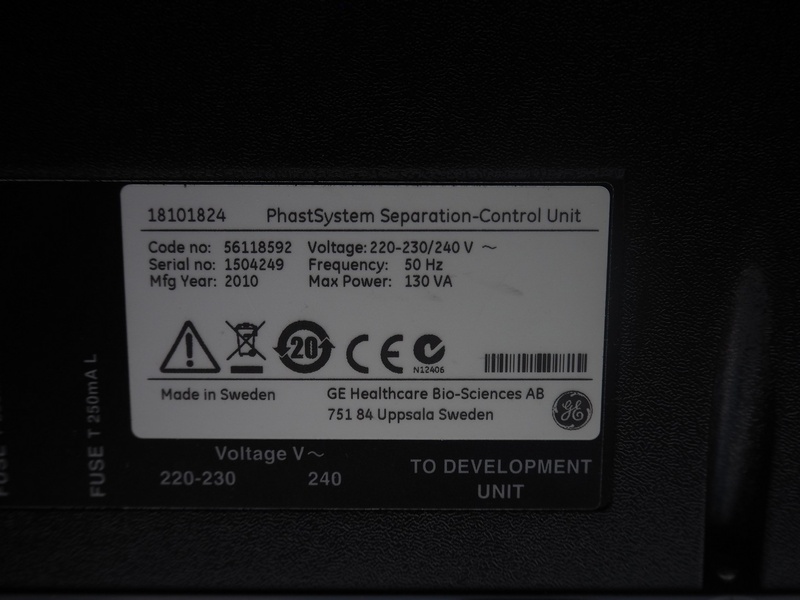 18101824 PhastSystem Separation-Control Unit
Code no: 56118592 Voltage: 220-230/240 V ~
Serial no: 1504249 Frequency: 50 Hz
Mfg Year: 2010 Max Power: 130 VA
20
CE
N12406
Made in Sweden
GE Healthcare Bio-Sciences AB
751 84 Uppsala Sweden
GE
FUSE T 250mA L
Voltage V~
220-230 240
TO DEVELOPMENT
UNIT